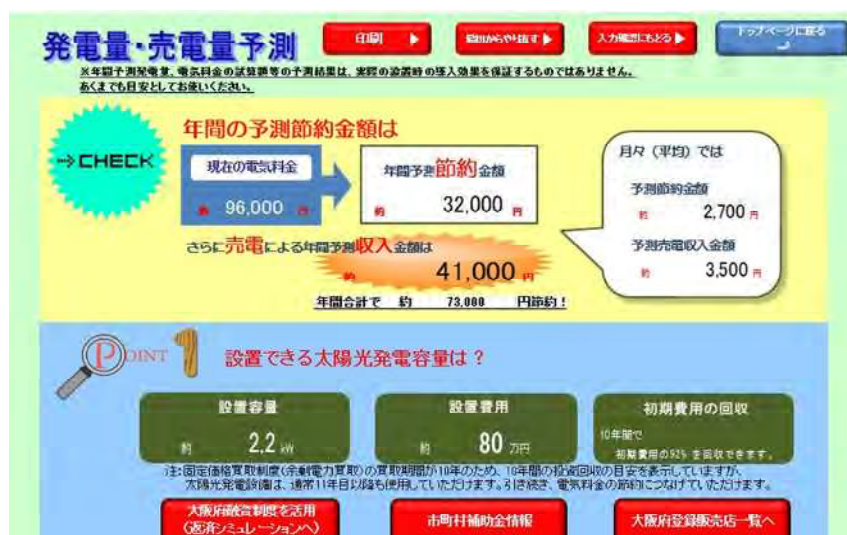 発電量・売電量予測
印刷
最初からやり直す
入力確認にもどる
トップページに戻る
※年間予測発電量、電気料金の試算額等の予測結果は、実際の設置時の導入効果を保証するものではありません。
あくまでも目安としてお使いください。
CHECK
年間の予測節約金額は
現在の電気料金
約 96,000 円
年間予測節約金額
約 32,000 円
さらに売電による年間予測収入金額は
約 41,000 円
年間合計で 約 73,000 円節約!
月々(平均)では
予測節約金額
約 2,700 円
予測売電収入金額
約 3,500 円
POINT 1
設置できる太陽光発電容量は?
設置容量
約 2.2 kW
設置費用
約 80 万円
初期費用の回収
10年間で
初期費用の92% を回収できます。
注:固定価格買取制度(余剰電力買取)の買取期間が10年のため、10年間の投資回収の目安を表示していますが、
太陽光発電設備は、通常11年目以降も使用していただけます。引き続き、電気料金の節約につなげていただけます。
大阪府融資制度を活用
(返済シミュレーションへ)
市町村補助金情報
大阪府登録販売店一覧へ